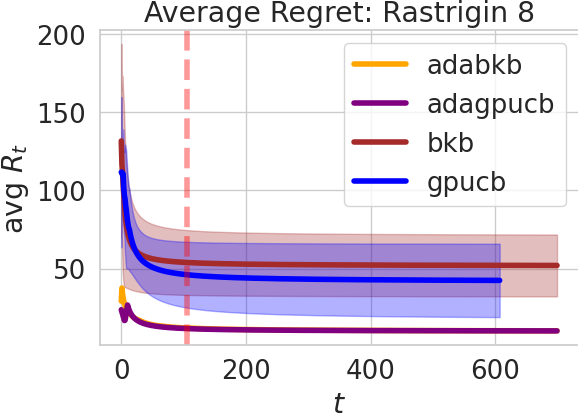 Average Regret: Rastrigin 8
200
150
100
50
avg R_t
adabkb
adagpucb
bkb
gpucb
0 200 400 600
t